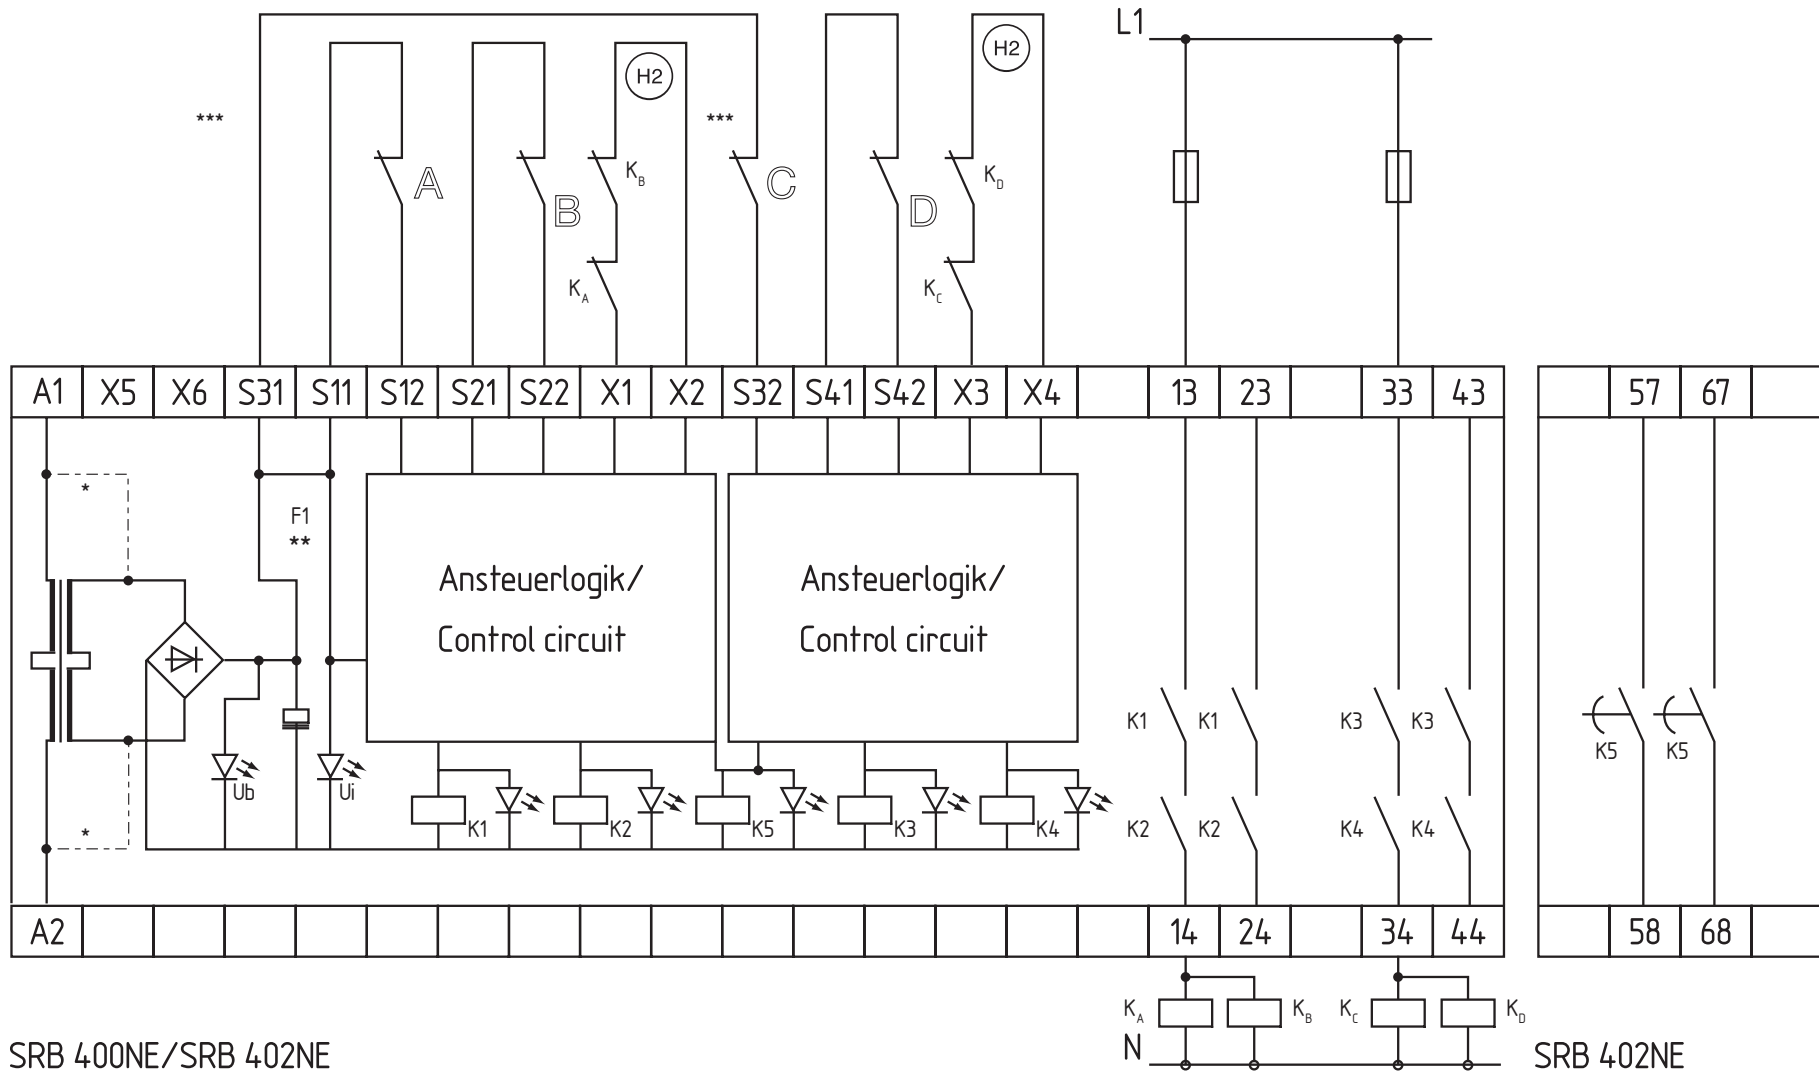 L1
H2
H2
***
***
K_B
K_D
A
B
C
D
K_A
K_C
A1 X5 X6 S31 S11 S12 S21 S22 X1 X2 S32 S41 S42 X3 X4 13 23 33 43 57 67
*
F1
**
Ansteuerlogik/ Ansteuerlogik/
Control circuit Control circuit
K1 K1 K3 K3
K5 K5
Ub Ui
*
K1 K2 K5 K3 K4
K2 K2 K4 K4
A2 14 24 34 44 58 68
K_A K_B K_C K_D
N
SRB 400NE/SRB 402NE
SRB 402NE